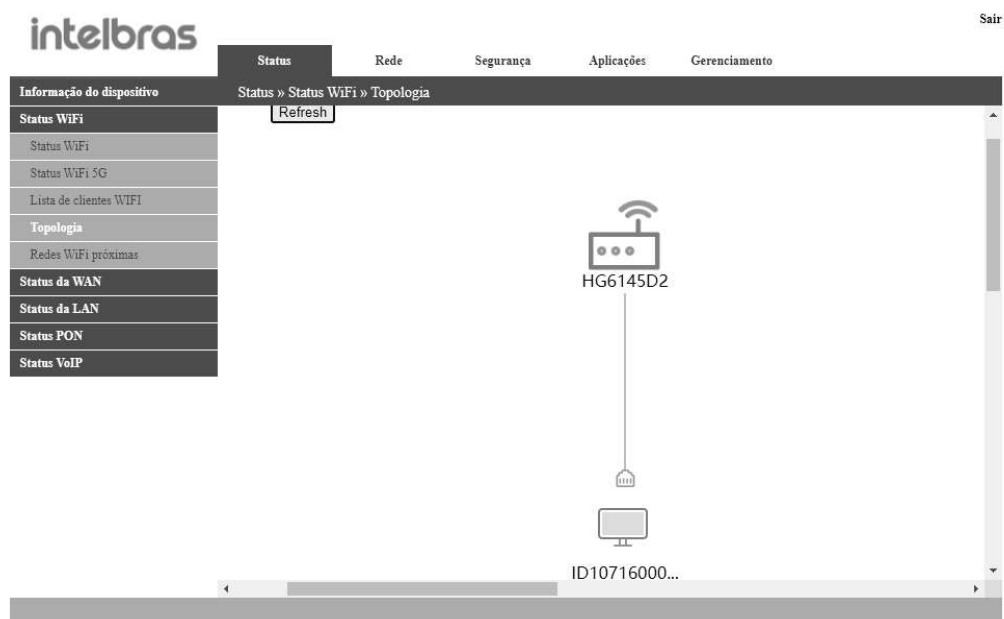 intelbras
Sair
Status Rede Segurança Aplicações Gerenciamento
Informação do dispositivo
Status » Status WiFi » Topologia
Status WiFi
Refresh
Status WiFi
Status WiFi 5G
Lista de clientes WIFI
Topologia
Redes WiFi próximas
Status da WAN
Status da LAN
Status PON
Status VoIP
HG6145D2
ID10716000...